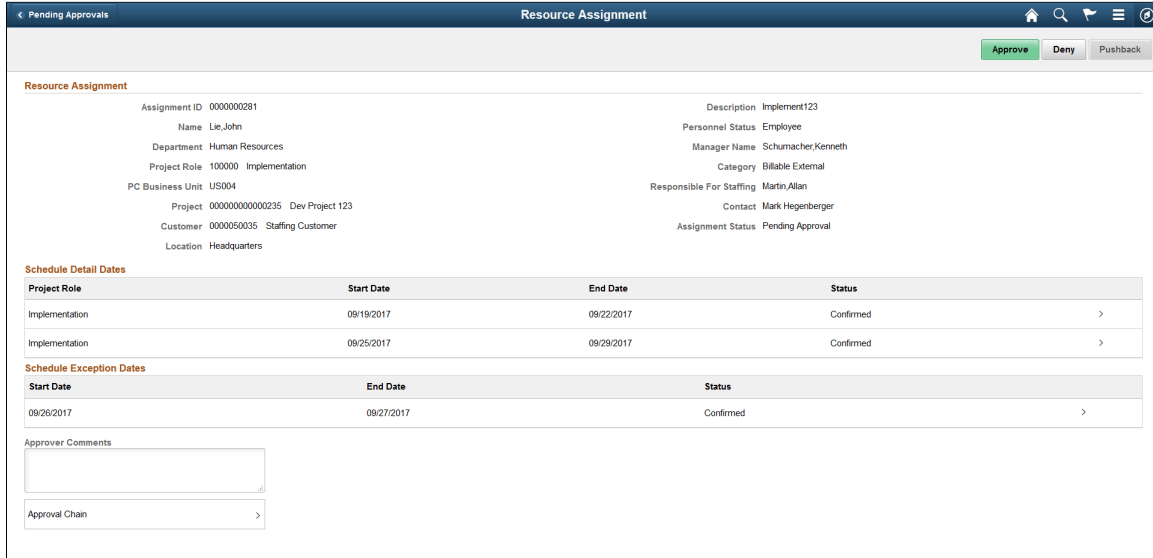 Pending Approvals
Resource Assignment
Approve Deny Pushback
Resource Assignment
Assignment ID 0000000281 Description Implement123
Name Lie,John Personnel Status Employee
Department Human Resources Manager Name Schumacher,Kenneth
Project Role 100000 Implementation Category Billable External
PC Business Unit US004 Responsible For Staffing Martin,Allan
Project 000000000000235 Dev Project 123 Contact Mark Hegenberger
Customer 0000050035 Staffing Customer Assignment Status Pending Approval
Location Headquarters
Schedule Detail Dates
Project Role Start Date End Date Status
Implementation 09/19/2017 09/22/2017 Confirmed
Implementation 09/25/2017 09/29/2017 Confirmed
Schedule Exception Dates
Start Date End Date Status
09/26/2017 09/27/2017 Confirmed
Approver Comments
Approval Chain